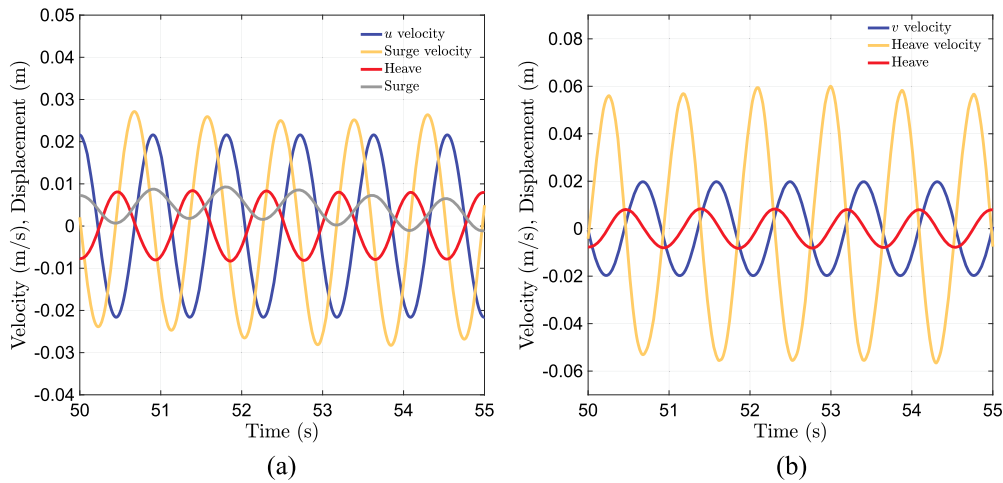 0.05
0.04
0.03
0.02
0.01
0
-0.01
-0.02
-0.03
-0.04
50
51
52
53
54
55
Velocity (m/s), Displacement (m)
Time (s)
u velocity
Surge velocity
Heave
Surge
(a)
0.08
0.06
0.04
0.02
0
-0.02
-0.04
-0.06
50
51
52
53
54
55
Velocity (m/s), Displacement (m)
Time (s)
v velocity
Heave velocity
Heave
(b)